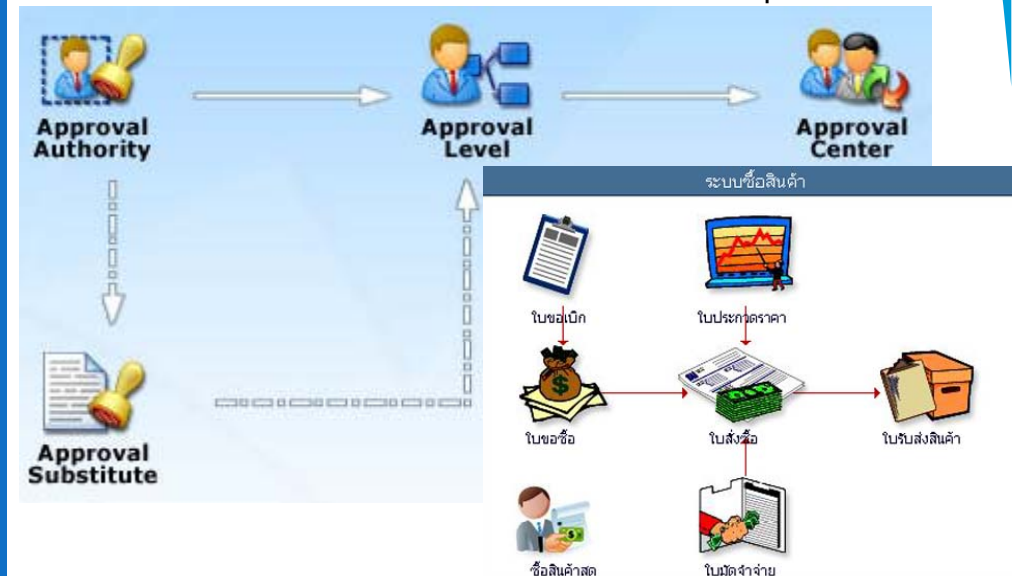 Approval
Authority
Approval
Level
Approval
Center
Approval
Substitute
ระบบซื้อสินค้า
ใบขอเบิก
ใบประกวดราคา
ใบขอซื้อ
ใบสั่งซื้อ
ใบรับส่งสินค้า
ซื้อสินค้าสด
ใบมัดจำจ่าย